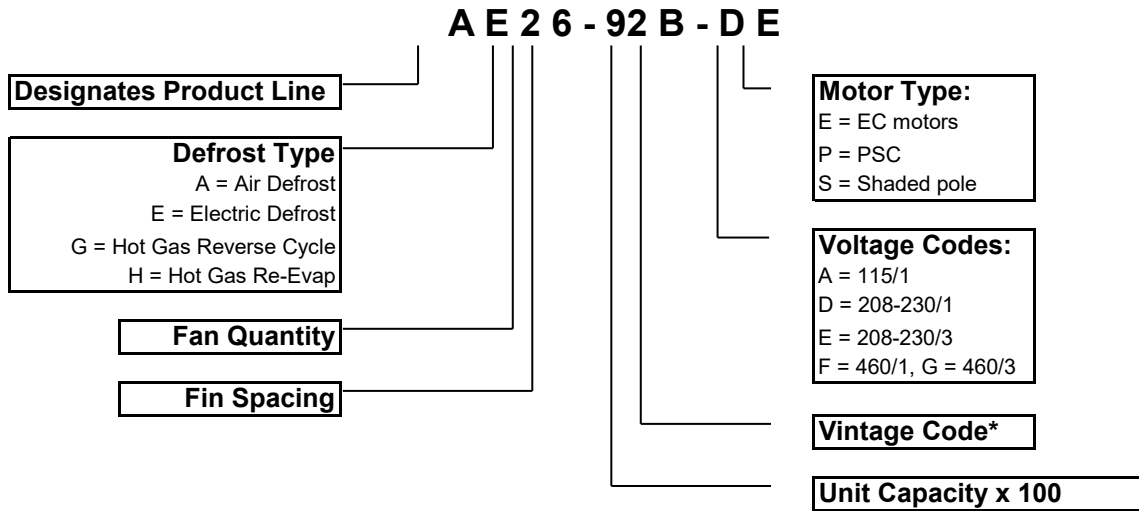 A E 2 6 - 92 B - D E
Designates Product Line
Defrost Type
A = Air Defrost
E = Electric Defrost
G = Hot Gas Reverse Cycle
H = Hot Gas Re-Evap
Fan Quantity
Fin Spacing
Motor Type:
E = EC motors
P = PSC
S = Shaded pole
Voltage Codes:
A = 115/1
D = 208-230/1
E = 208-230/3
F = 460/1, G = 460/3
Vintage Code*
Unit Capacity x 100